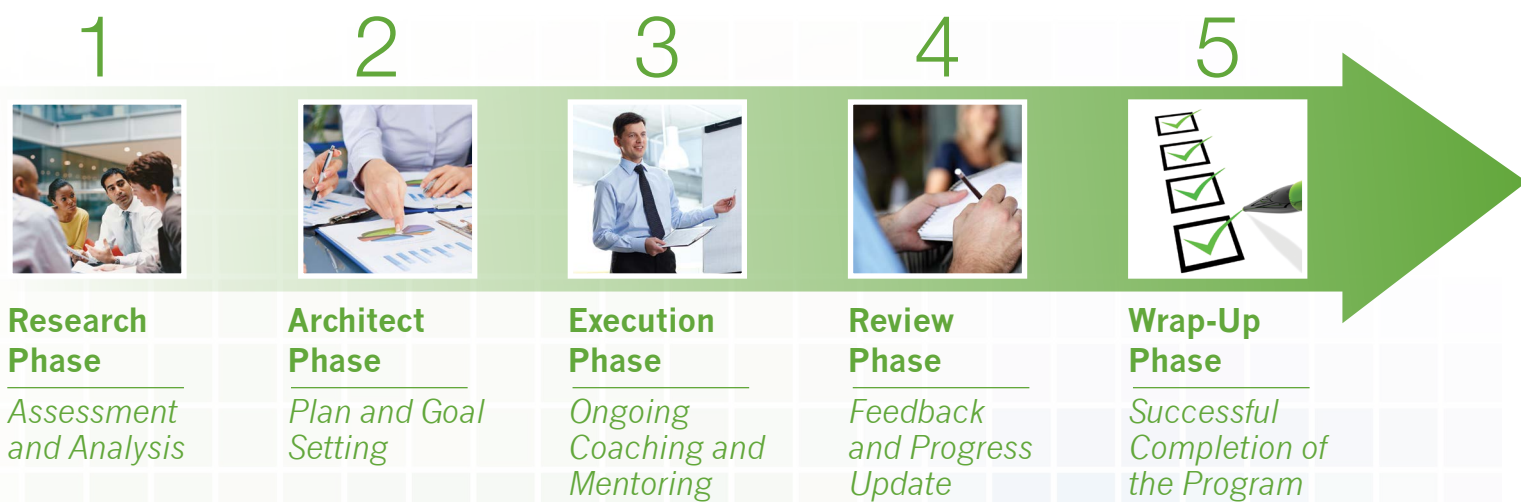 1
2
3
4
5
Research
Phase
Assessment
and Analysis
Architect
Phase
Plan and Goal
Setting
Execution
Phase
Ongoing
Coaching and
Mentoring
Review
Phase
Feedback
and Progress
Update
Wrap-Up
Phase
Successful
Completion of
the Program